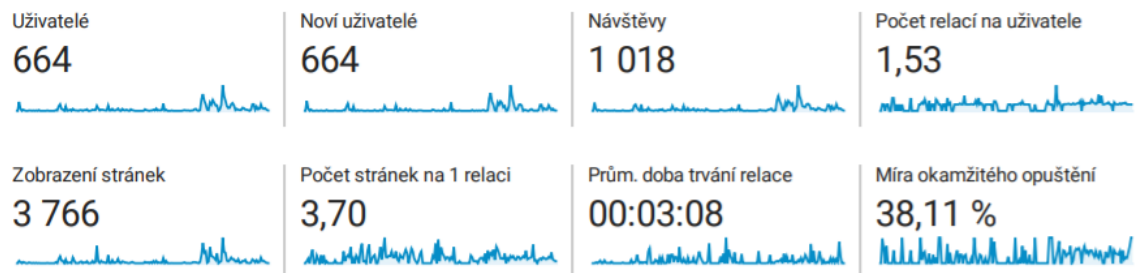 Uživatelé
664
Noví uživatelé
664
Návštěvy
1 018
Počet relací na uživatele
1,53
Zobrazení stránek
3 766
Počet stránek na 1 relaci
3,70
Prům. doba trvání relace
00:03:08
Míra okamžitého opuštění
38,11 %